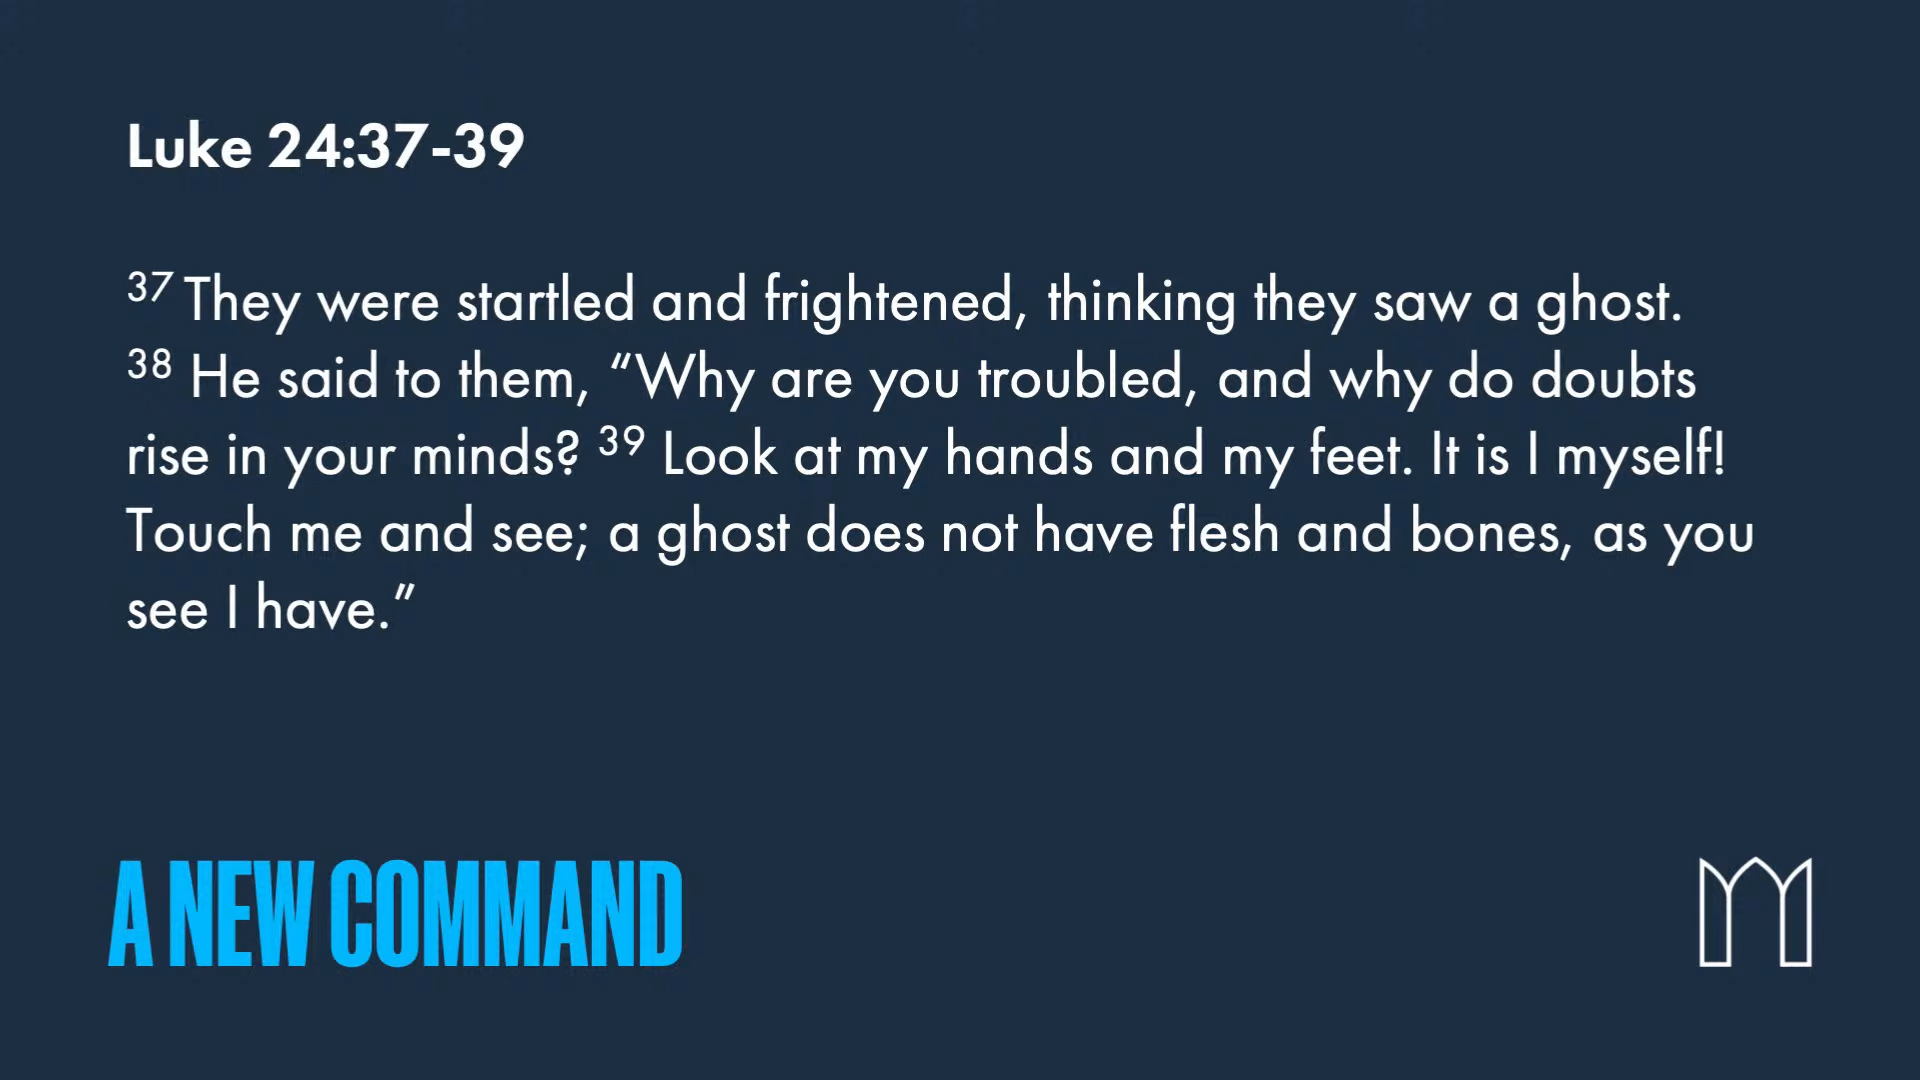 Luke 24:37-39
37 They were startled and frightened, thinking they saw a ghost.
38 He said to them, “Why are you troubled, and why do doubts
rise in your minds? 39 Look at my hands and my feet. It is I myself!
Touch me and see; a ghost does not have flesh and bones, as you
see I have.”
A NEW COMMAND